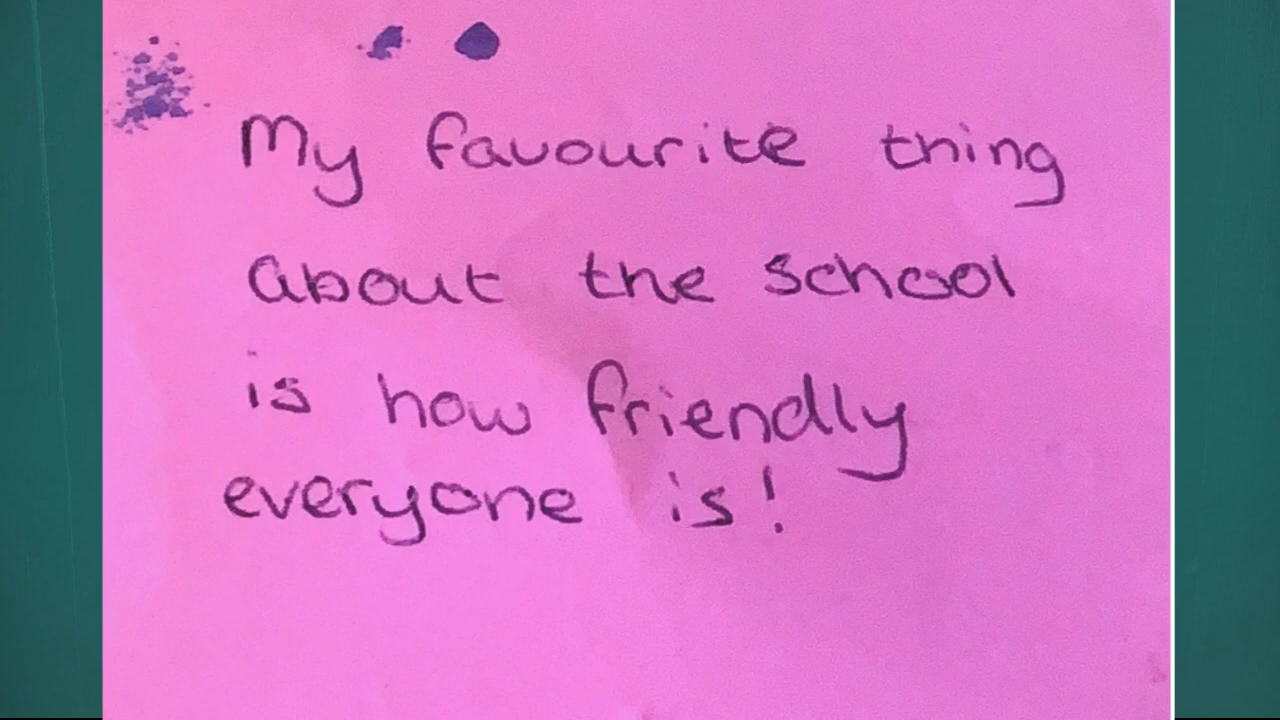 My favourite thing
about the school
is how friendly
everyone is!